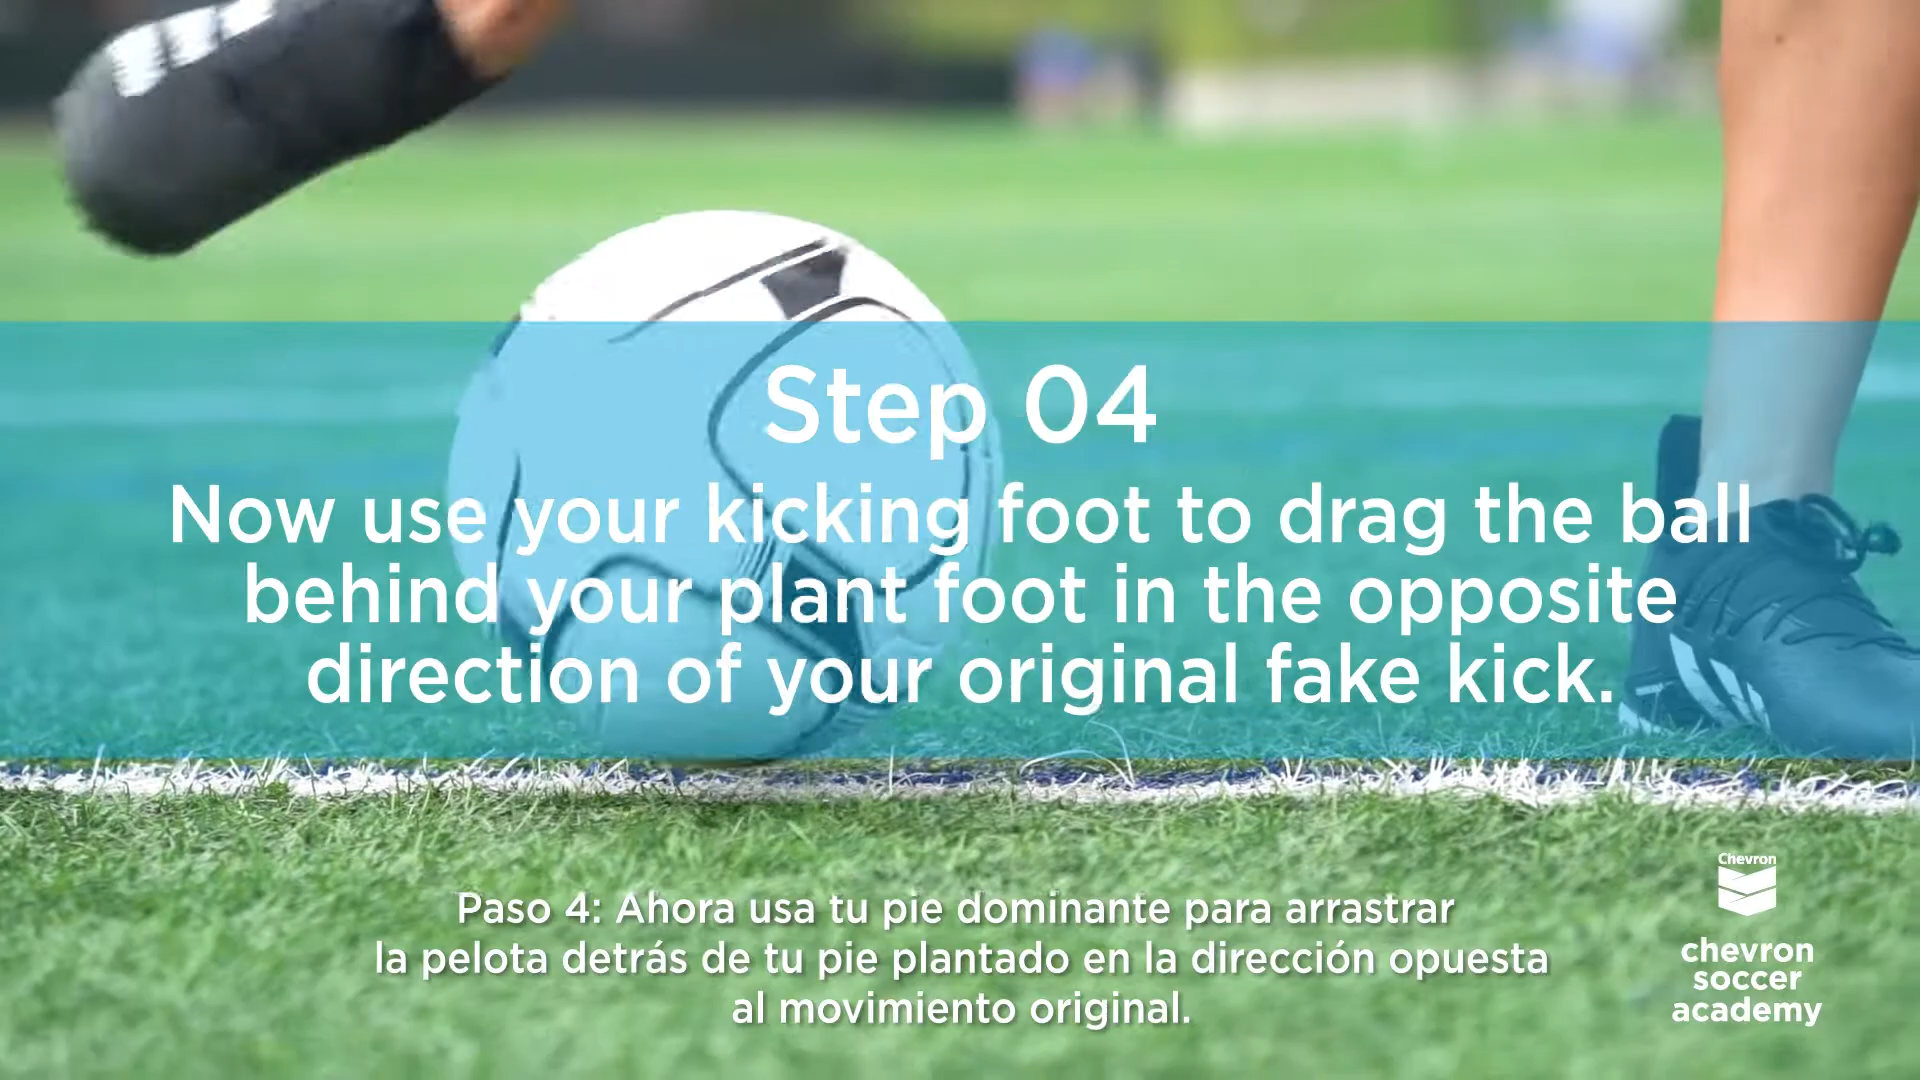 Step 04
Now use your kicking foot to drag the ball
behind your plant foot in the opposite
direction of your original fake kick.
Paso 4: Ahora usa tu pie dominante para arrastrar
la pelota detrás de tu pie plantado en la dirección opuesta
al movimiento original.
Chevron
chevron
soccer
academy